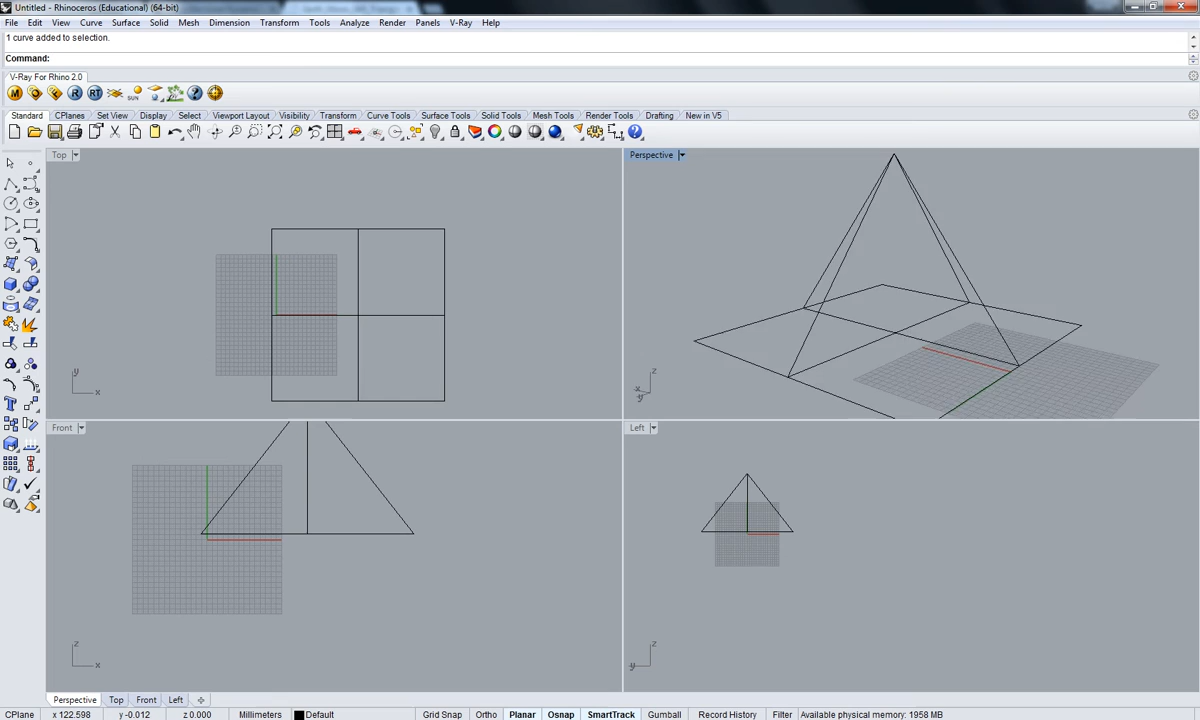 Untitled - Rhinoceros (Educational) (64-bit)
File Edit View Curve Surface Solid Mesh Dimension Transform Tools Analyze Render Panels V-Ray Help
1 curve added to selection.
Command:
V-Ray For Rhino 2.0
M R RT ?
SUN
Standard CPlanes Set View Display Select Viewport Layout Visibility Transform Curve Tools Surface Tools Solid Tools Mesh Tools Render Tools Drafting New in V5
Top
Perspective
z
x
y
y
x
Front
Left
z
x
z
y
Perspective Top Front Left
CPlane x 122.598 y -0.012 z 0.000 Millimeters Default Grid Snap Ortho Planar Osnap SmartTrack Gumball Record History Filter Available physical memory: 1958 MB